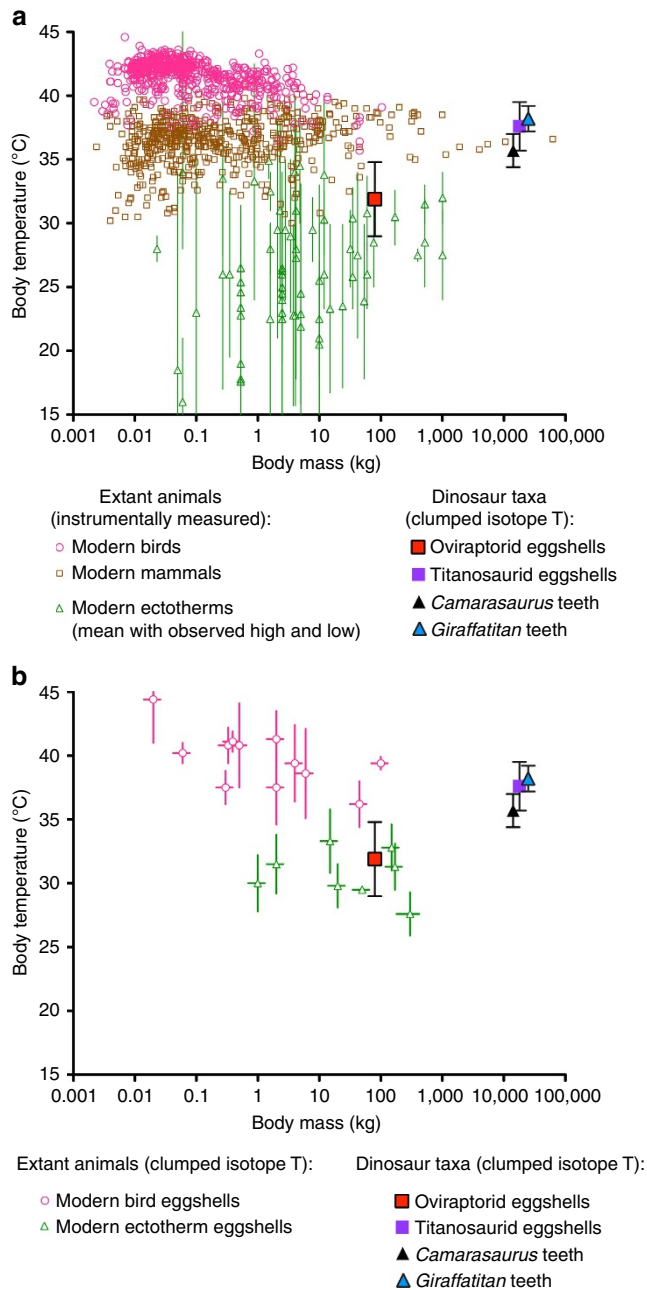 a
45
40
35
30
25
20
15
Body temperature (°C)
0.001 0.01 0.1 1 10 100 1,000 10,000 100,000
Body mass (kg)
Extant animals
(instrumentally measured):
Modern birds
Modern mammals
Modern ectotherms
(mean with observed high and low)
Dinosaur taxa
(clumped isotope T):
Oviraptorid eggshells
Titanosaurid eggshells
Camarasaurus teeth
Giraffatitan teeth
b
45
40
35
30
25
20
15
Body temperature (°C)
0.001 0.01 0.1 1 10 100 1,000 10,000 100,000
Body mass (kg)
Extant animals (clumped isotope T):
Modern bird eggshells
Modern ectotherm eggshells
Dinosaur taxa (clumped isotope T):
Oviraptorid eggshells
Titanosaurid eggshells
Camarasaurus teeth
Giraffatitan teeth